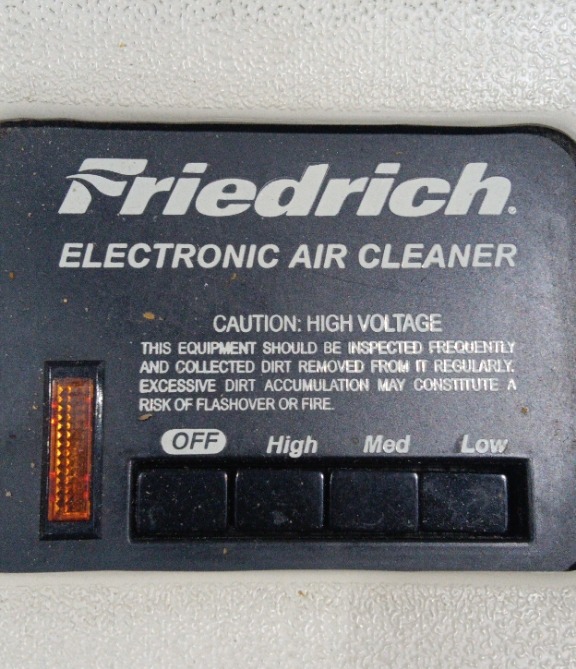 Friedrich.
ELECTRONIC AIR CLEANER
CAUTION: HIGH VOLTAGE
THIS EQUIPMENT SHOULD BE INSPECTED FREQUENTLY
AND COLLECTED DIRT REMOVED FROM IT REGULARLY.
EXCESSIVE DIRT ACCUMULATION MAY CONSTITUTE A
RISK OF FLASHOVER OR FIRE.
OFF High Med Low